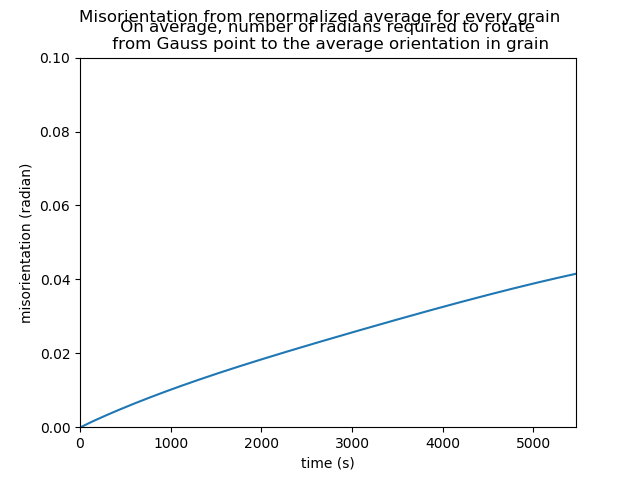 Misorientation from renormalized average for every grain
On average, number of radians required to rotate
from Gauss point to the average orientation in grain
0.10
0.08
0.06
0.04
0.02
0.00
misorientation (radian)
0 1000 2000 3000 4000 5000
time (s)